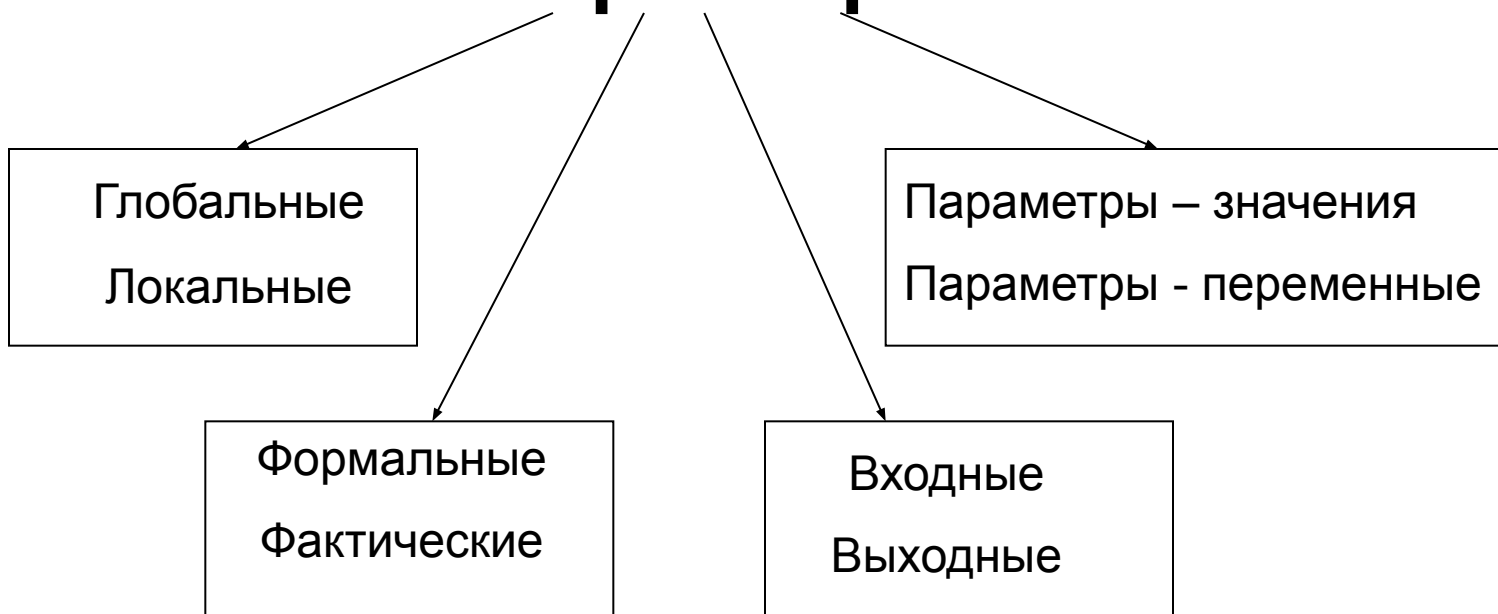 Глобальные
Локальные
Параметры – значения
Параметры - переменные
Формальные
Фактические
Входные
Выходные